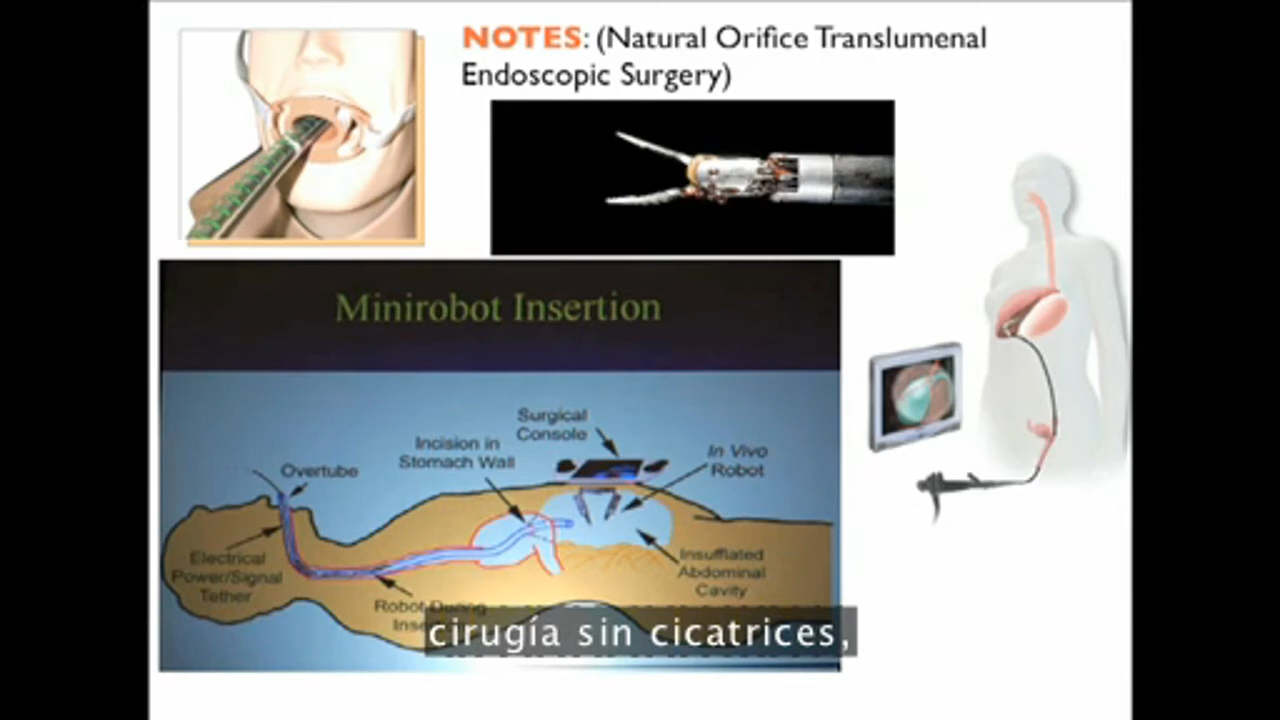 NOTES: (Natural Orifice Translumenal
Endoscopic Surgery)
Minirobot Insertion
Surgical
Console
Incision in
Stomach Wall
In Vivo
Robot
Overtube
Electrical
Power/Signal
Tether
Insufflated
Abdominal
Cavity
Robot During
cirugía sin cicatrices,